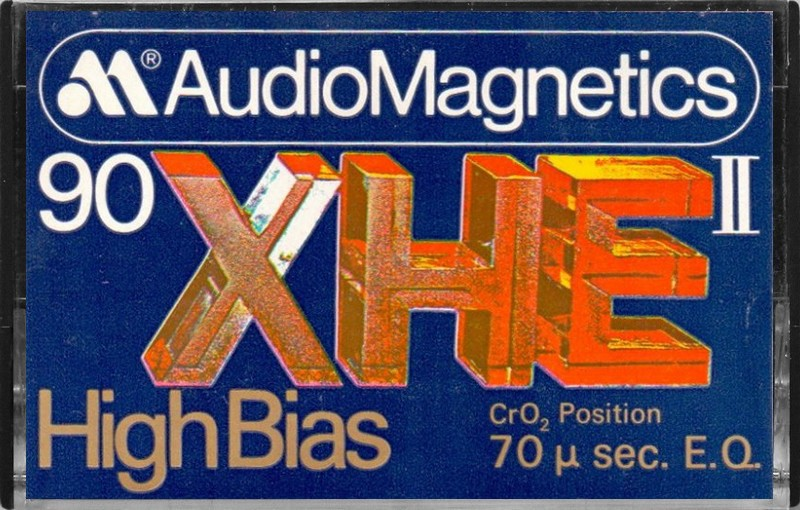 M® AudioMagnetics
90 XHE II
High Bias
CrO₂ Position
70 µ sec. E.Q.